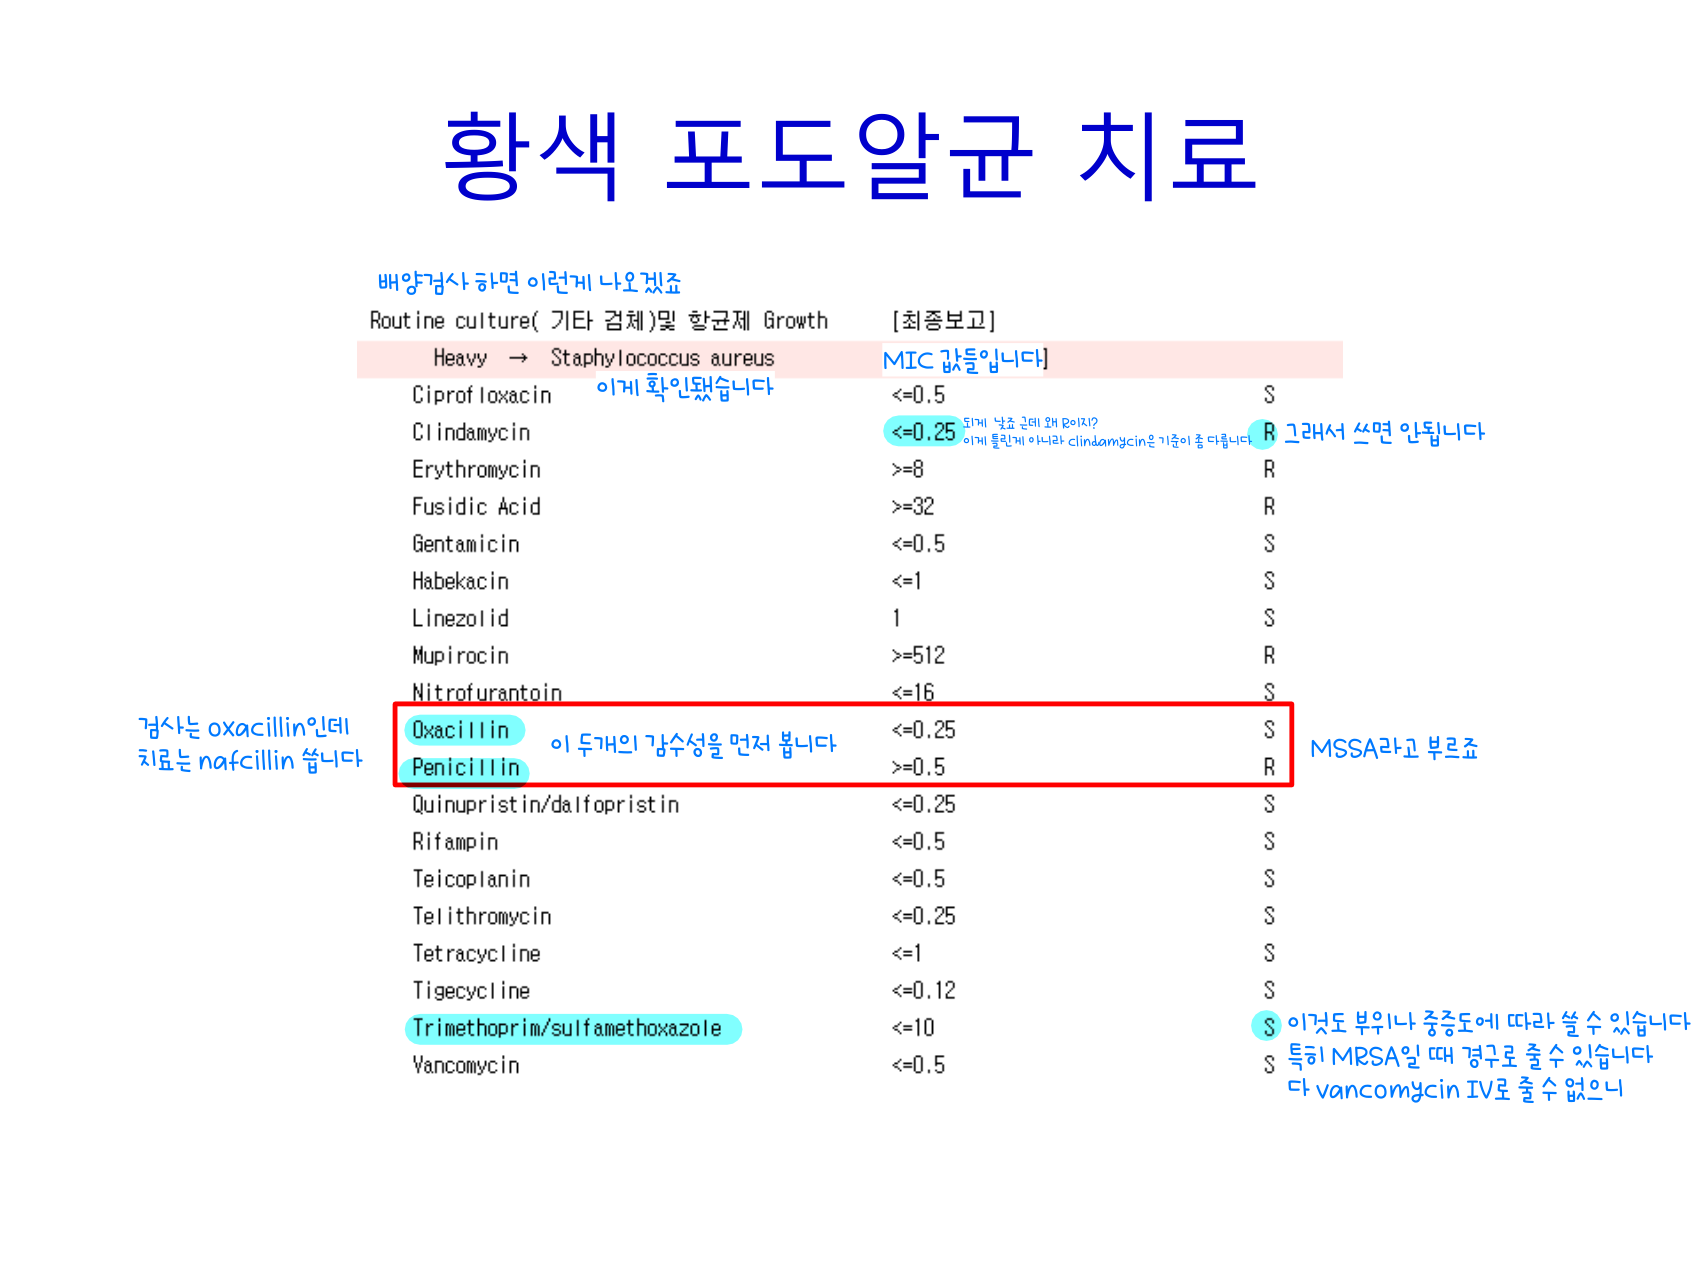 황색 포도알균 치료
배양검사 하면 이런게 나오겠죠
Routine culture( 기타 검체)및 항균제 Growth [최종보고]
Heavy → Staphylococcus aureus MIC 값들입니다]
이게 확인됐습니다
Ciprofloxacin <=0.5 S
되게 낮죠 근데 왜 R이지?
Clindamycin <=0.25 R 그래서 쓰면 안됩니다
이게 틀린게 아니라 clindamycin은 기준이 좀 다릅니다
Erythromycin >=8 R
Fusidic Acid >=32 R
Gentamicin <=0.5 S
Habekacin <=1 S
Linezolid 1 S
Mupirocin >=512 R
Nitrofurantoin <=16 S
검사는 oxacillin인데
치료는 nafcillin 씁니다
Oxacillin <=0.25 S
이 두개의 감수성을 먼저 봅니다
MSSA라고 부르죠
Penicillin >=0.5 R
Quinupristin/dalfopristin <=0.25 S
Rifampin <=0.5 S
Teicoplanin <=0.5 S
Telithromycin <=0.25 S
Tetracycline <=1 S
Tigecycline <=0.12 S
Trimethoprim/sulfamethoxazole <=10 S 이것도 부위나 중증도에 따라 쓸 수 있습니다
특히 MRSA일 때 경구로 줄 수 있습니다
Vancomycin <=0.5 S
다 vancomycin IV로 줄 수 없으니